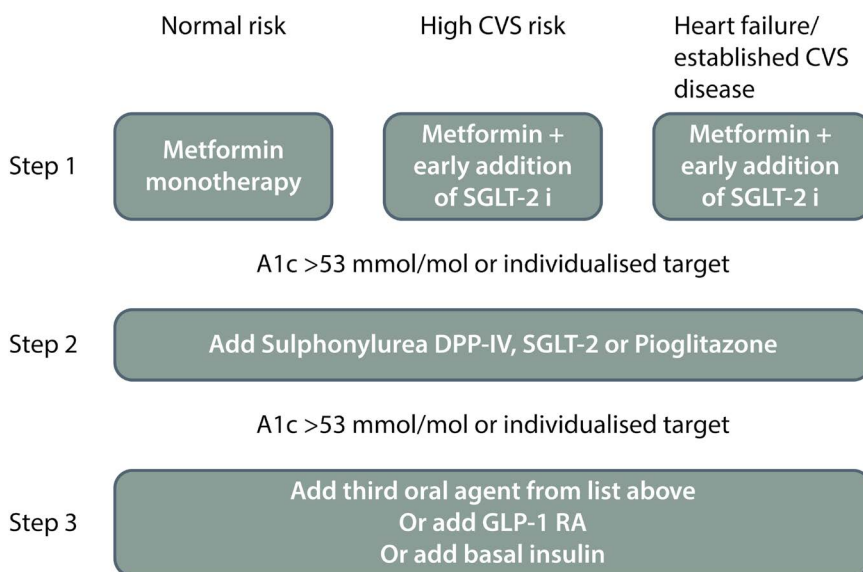 Normal risk
High CVS risk
Heart failure/
established CVS
disease
Step 1
Metformin
monotherapy
Metformin +
early addition
of SGLT-2 i
Metformin +
early addition
of SGLT-2 i
A1c >53 mmol/mol or individualised target
Step 2
Add Sulphonylurea DPP-IV, SGLT-2 or Pioglitazone
A1c >53 mmol/mol or individualised target
Step 3
Add third oral agent from list above
Or add GLP-1 RA
Or add basal insulin